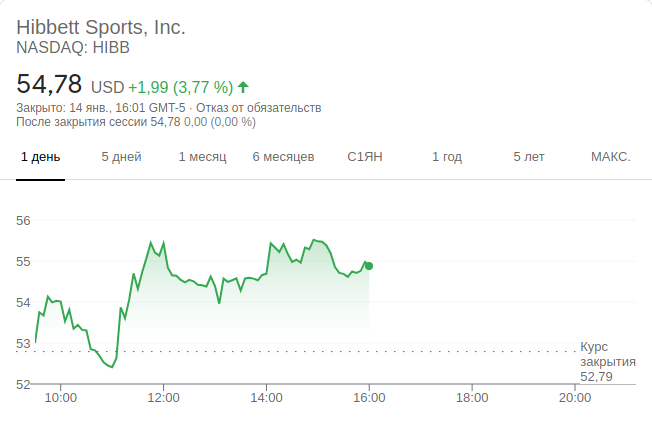 Hibbett Sports, Inc.
NASDAQ: HIBB
54,78 USD +1,99 (3,77 %)
Закрыто: 14 янв., 16:01 GMT-5 · Отказ от обязательств
После закрытия сессии 54,78 0,00 (0,00 %)
1 день 5 дней 1 месяц 6 месяцев С1ЯН 1 год 5 лет МАКС.
56
55
54
53
Курс
закрытия
52,79
52
10:00 12:00 14:00 16:00 18:00 20:00